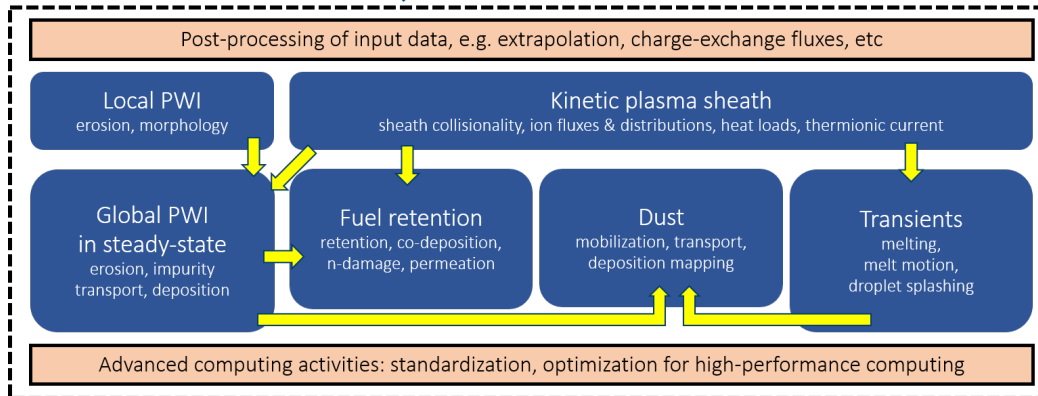 Post-processing of input data, e.g. extrapolation, charge-exchange fluxes, etc
Local PWI
erosion, morphology
Kinetic plasma sheath
sheath collisionality, ion fluxes & distributions, heat loads, thermionic current
Global PWI
in steady-state
erosion, impurity
transport, deposition
Fuel retention
retention, co-deposition,
n-damage, permeation
Dust
mobilization, transport,
deposition mapping
Transients
melting,
melt motion,
droplet splashing
Advanced computing activities: standardization, optimization for high-performance computing